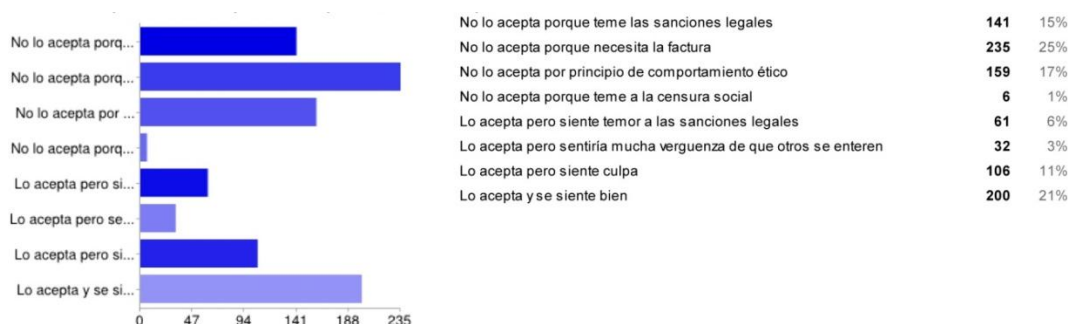 No lo acepta porq...
No lo acepta porq...
No lo acepta por ...
No lo acepta porq...
Lo acepta pero si...
Lo acepta pero se...
Lo acepta pero si...
Lo acepta y se si...
0 47 94 141 188 235
No lo acepta porque teme las sanciones legales 141 15%
No lo acepta porque necesita la factura 235 25%
No lo acepta por principio de comportamiento ético 159 17%
No lo acepta porque teme a la censura social 6 1%
Lo acepta pero siente temor a las sanciones legales 61 6%
Lo acepta pero sentiría mucha verguenza de que otros se enteren 32 3%
Lo acepta pero siente culpa 106 11%
Lo acepta y se siente bien 200 21%